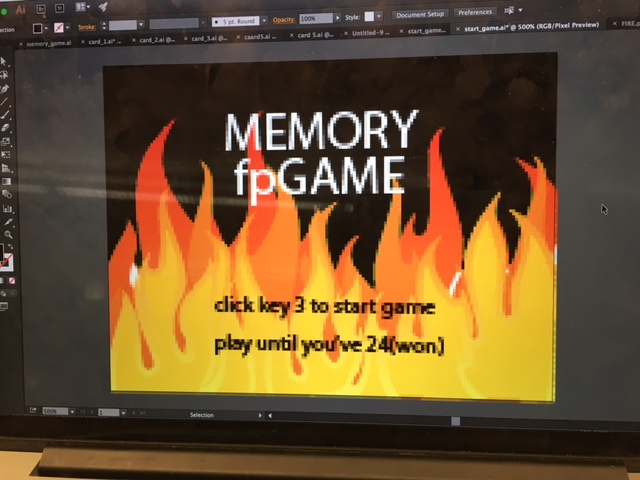 Ai Br St
Stroke: 5 pt. Round Opacity: 100% Style: Document Setup Preferences
memory_game.ai card_1.ai* card_2.ai @... card_3.ai @... caard5.ai card 5.ai @... Untitled-9 start_game... start_game.ai* @ 500% (RGB/Pixel Preview)
MEMORY
fpGAME
click key 3 to start game
play until you've 24(won)
500% 1 Selection